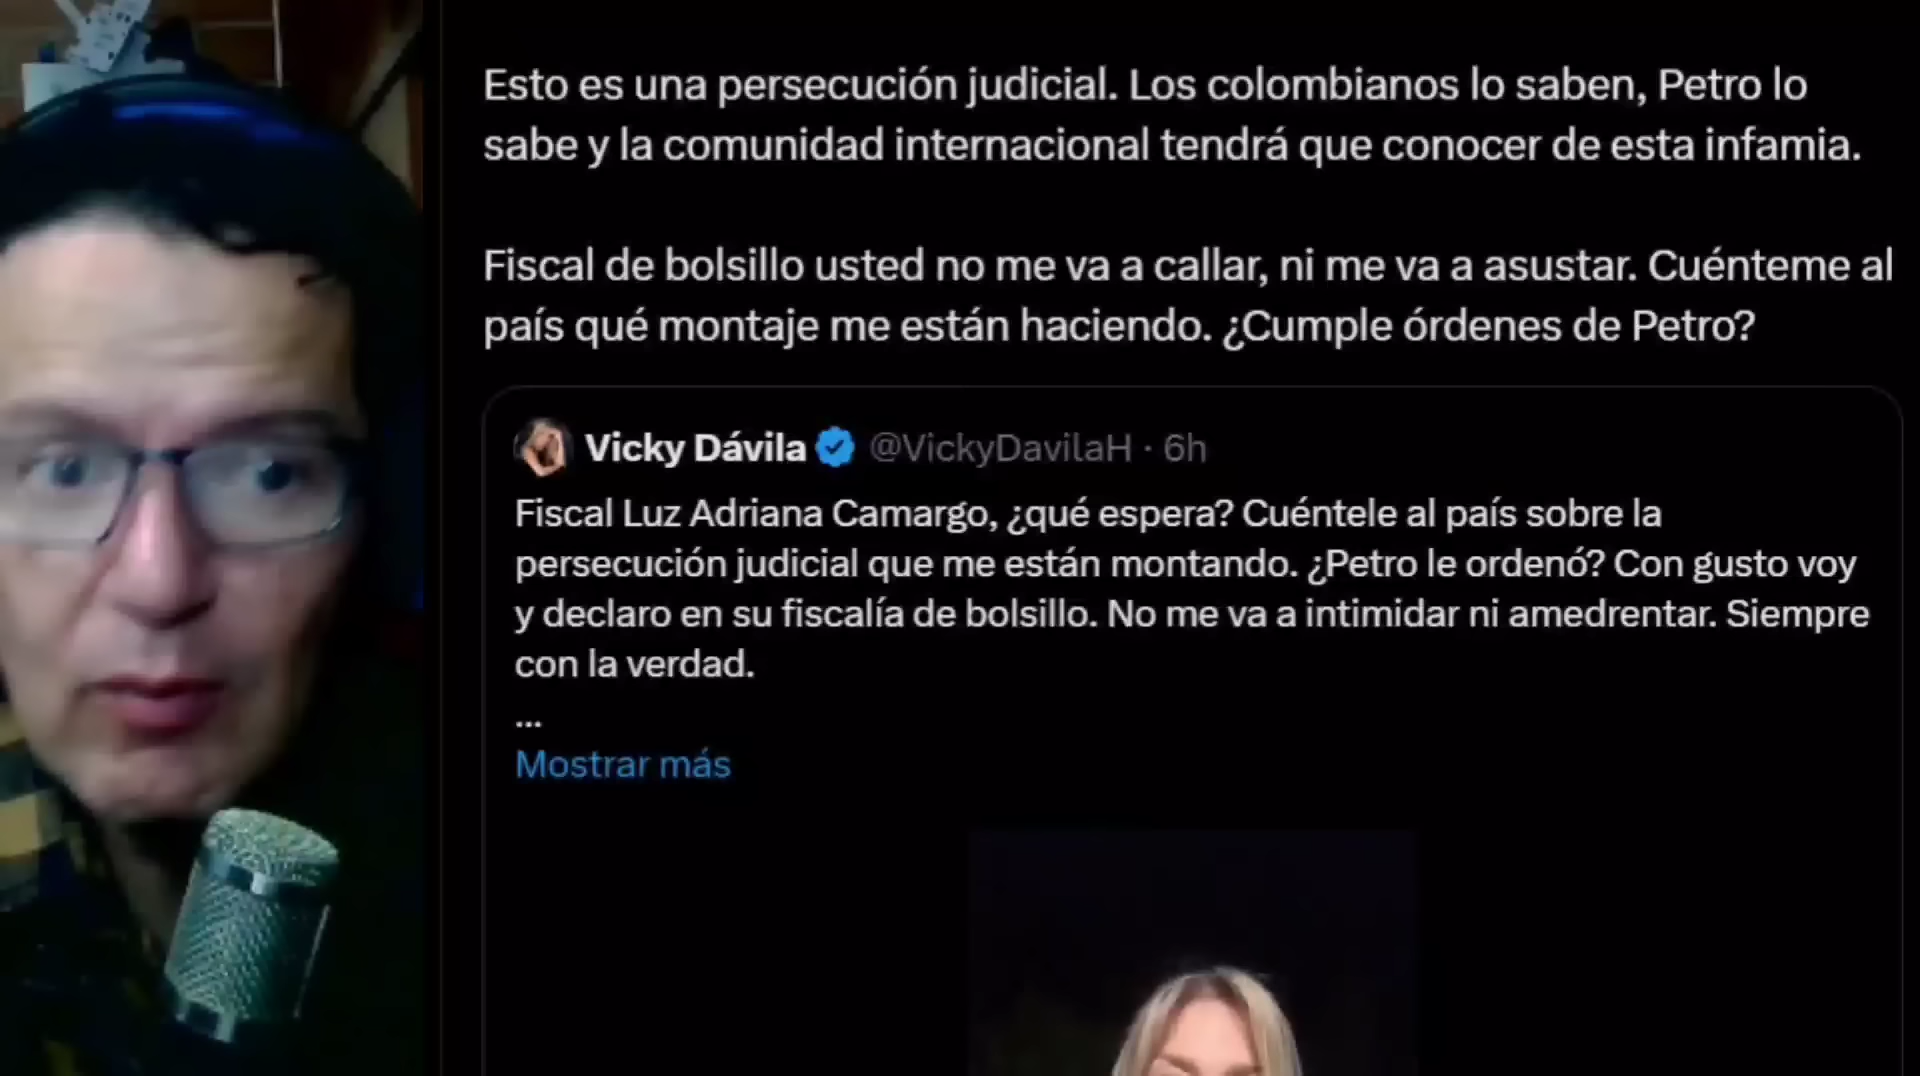 Esto es una persecución judicial. Los colombianos lo saben, Petro lo
sabe y la comunidad internacional tendrá que conocer de esta infamia.
Fiscal de bolsillo usted no me va a callar, ni me va a asustar. Cuénteme al
país qué montaje me están haciendo. ¿Cumple órdenes de Petro?
Vicky Dávila @VickyDavilaH · 6h
Fiscal Luz Adriana Camargo, ¿qué espera? Cuéntele al país sobre la
persecución judicial que me están montando. ¿Petro le ordenó? Con gusto voy
y declaro en su fiscalía de bolsillo. No me va a intimidar ni amedrentar. Siempre
con la verdad.
...
Mostrar más